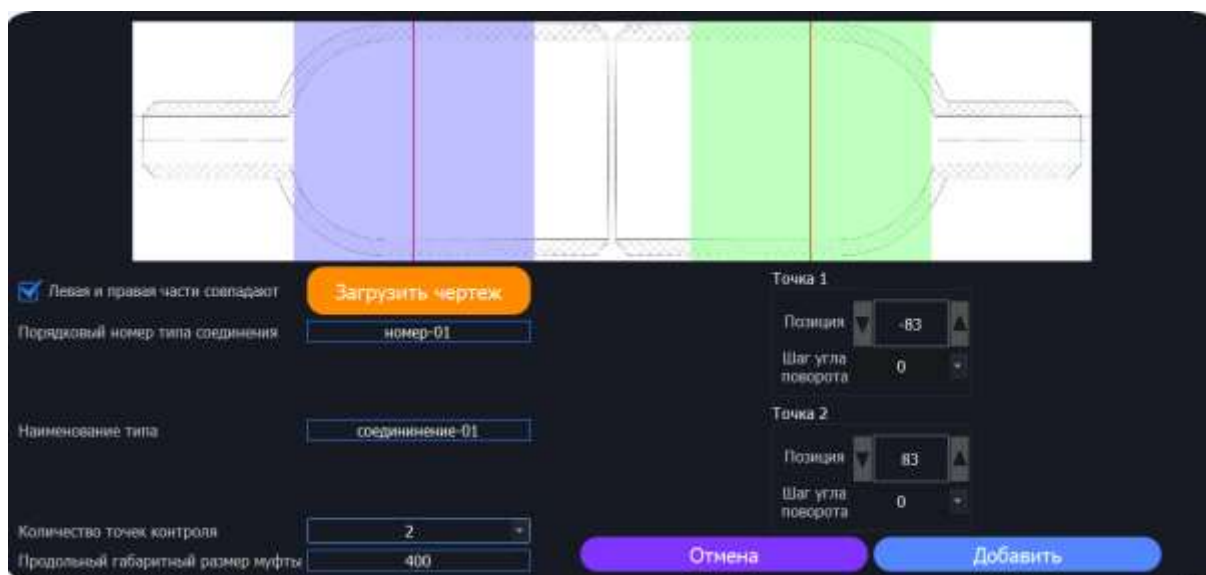 Левая и правая части совпадают
Загрузить чертеж
Точка 1
Порядковый номер типа соединения
номер-01
Позиция
-83
Шаг угла
поворота
0
Точка 2
Наименование типа
соедининение-01
Позиция
83
Шаг угла
поворота
0
Количество точек контроля
2
Отмена
Добавить
Продольный габаритный размер муфты
400